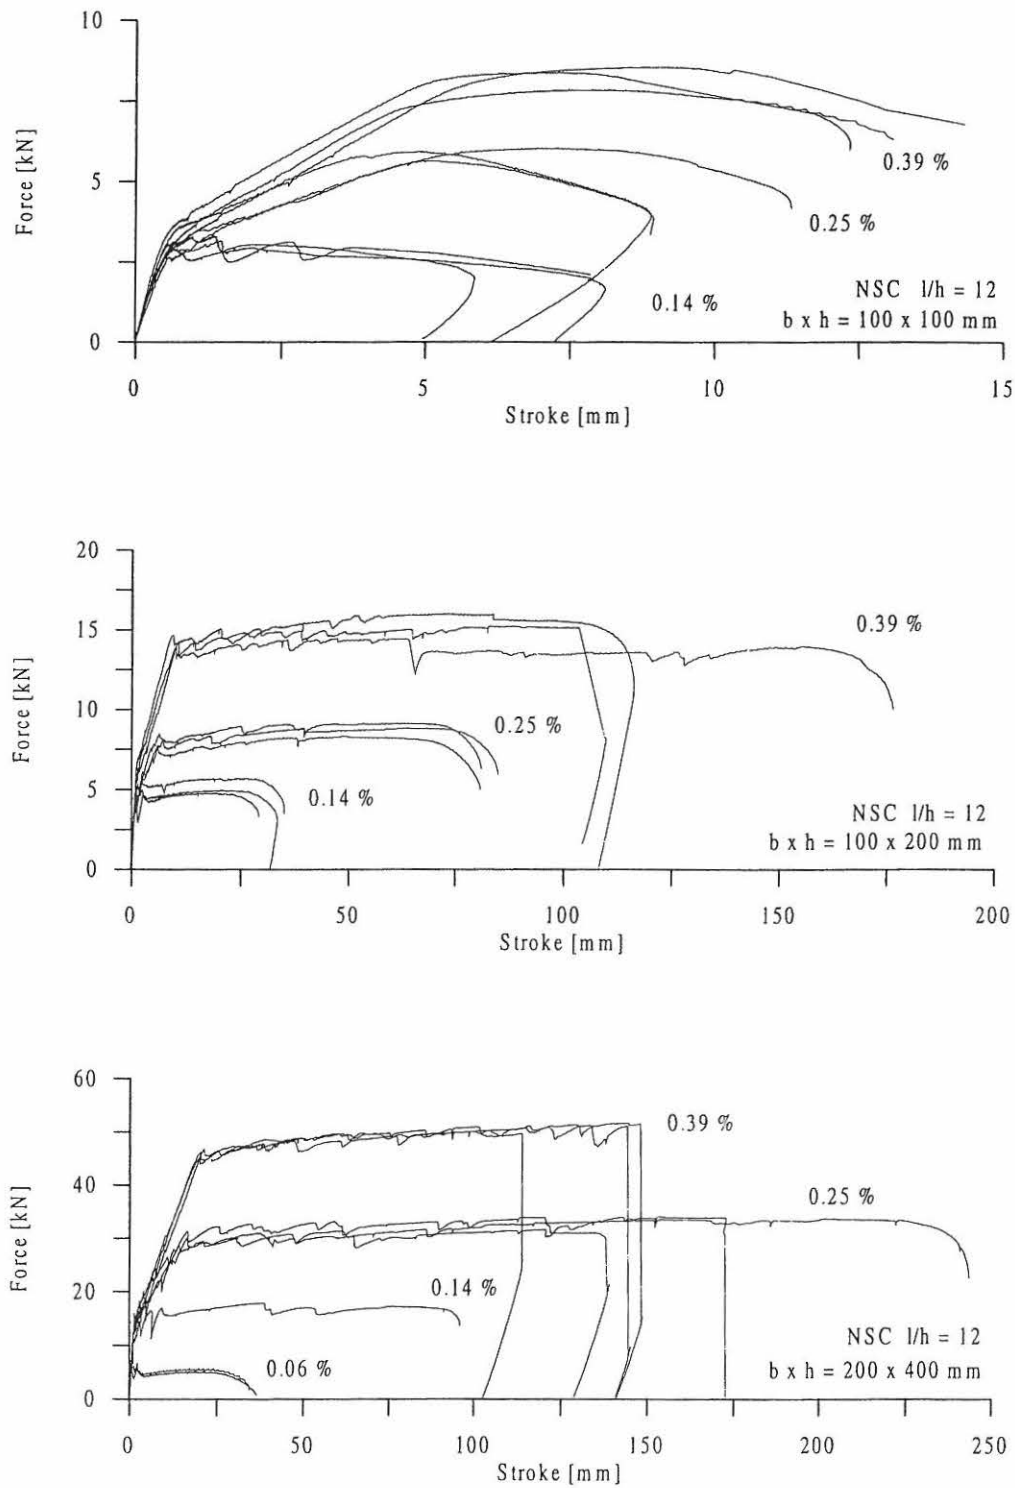 10
5
0
Force [kN]
0.39 %
0.25 %
0.14 %
NSC l/h = 12
b x h = 100 x 100 mm
0 5 10 15
Stroke [mm]
20
15
10
5
0
Force [kN]
0.39 %
0.25 %
0.14 %
NSC l/h = 12
b x h = 100 x 200 mm
0 50 100 150 200
Stroke [mm]
60
40
20
0
Force [kN]
0.39 %
0.25 %
0.14 %
0.06 %
NSC l/h = 12
b x h = 200 x 400 mm
0 50 100 150 200 250
Stroke [mm]